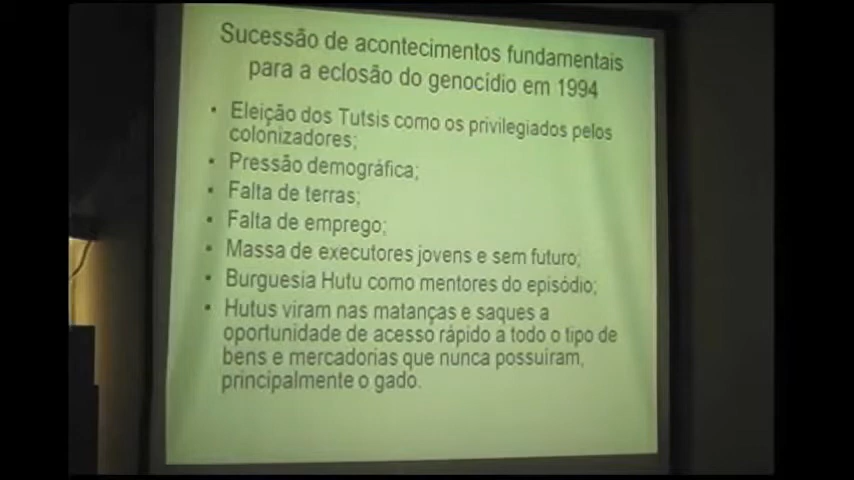 Sucessão de acontecimentos fundamentais
para a eclosão do genocídio em 1994
• Eleição dos Tutsis como os privilegiados pelos
colonizadores;
• Pressão demográfica;
• Falta de terras;
• Falta de emprego;
• Massa de executores jovens e sem futuro;
• Burguesia Hutu como mentores do episódio;
• Hutus viram nas matanças e saques a
oportunidade de acesso rápido a todo o tipo de
bens e mercadorias que nunca possuiram,
principalmente o gado.